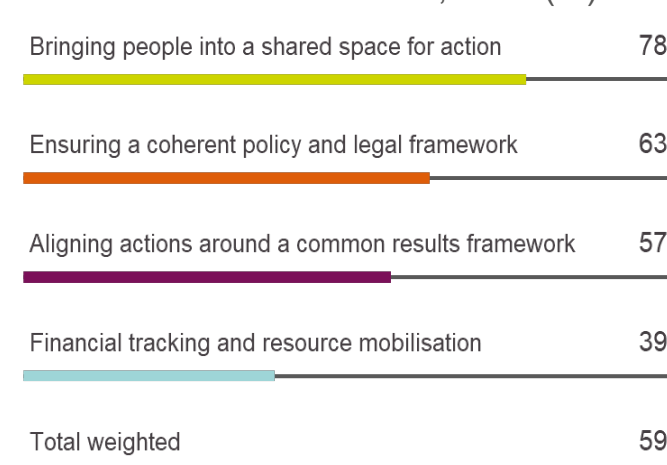 Bringing people into a shared space for action 78
Ensuring a coherent policy and legal framework 63
Aligning actions around a common results framework 57
Financial tracking and resource mobilisation 39
Total weighted 59